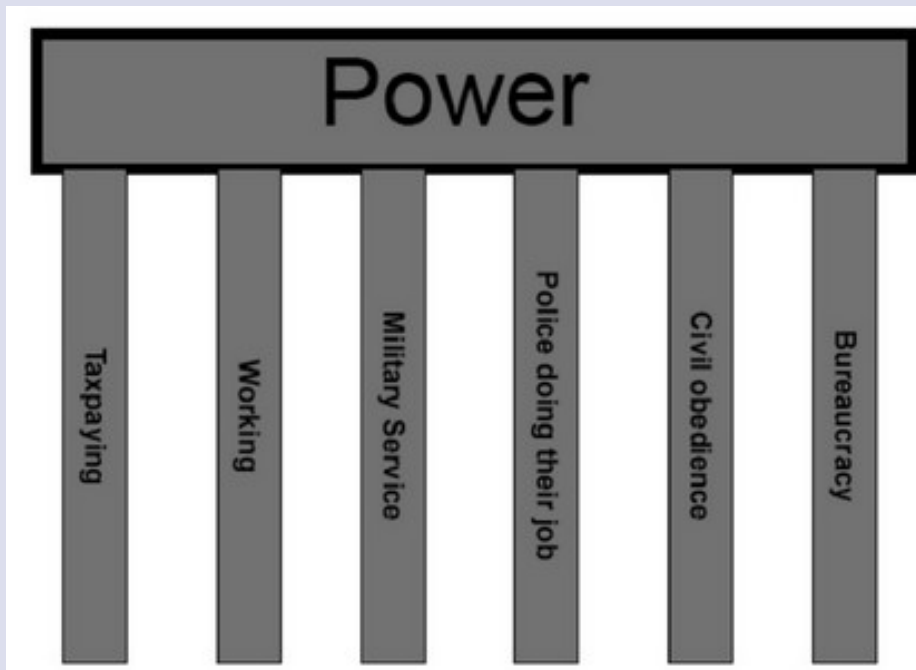 Power
Taxpaying
Working
Military Service
Police doing their job
Civil obedience
Bureaucracy